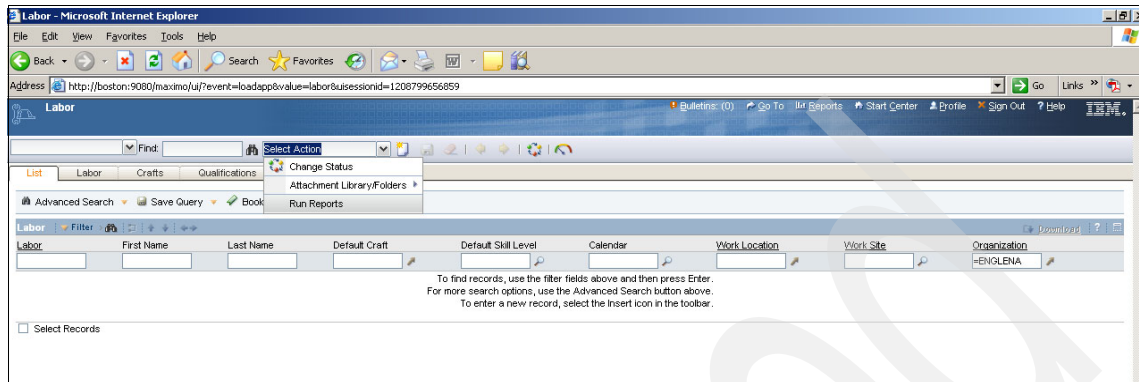 Labor - Microsoft Internet Explorer
File Edit View Favorites Tools Help
Back Search Favorites
Address http://boston:9080/maximo/ui/?event=loadapp&value=labor&uisessionid=1208799656859 Go Links »
Labor Bulletins: (0) Go To Reports Start Center Profile Sign Out ? Help IBM.
Find: Select Action
List Labor Crafts Qualifications Change Status
Attachment Library/Folders
Advanced Search Save Query Book Run Reports
Labor Filter Download ?
Labor First Name Last Name Default Craft Default Skill Level Calendar Work Location Work Site Organization
=ENGLENA
To find records, use the filter fields above and then press Enter.
For more search options, use the Advanced Search button above.
To enter a new record, select the Insert icon in the toolbar.
Select Records